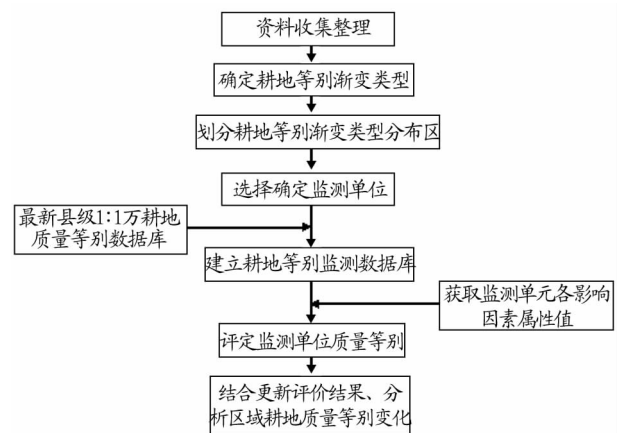 资料收集整理
确定耕地等别渐变类型
划分耕地等别渐变类型分布区
选择确定监测单位
最新县级1:1万耕地
质量等别数据库
建立耕地等别监测数据库
获取监测单元各影响
因素属性值
评定监测单位质量等别
结合更新评价结果、分
析区域耕地质量等别变化